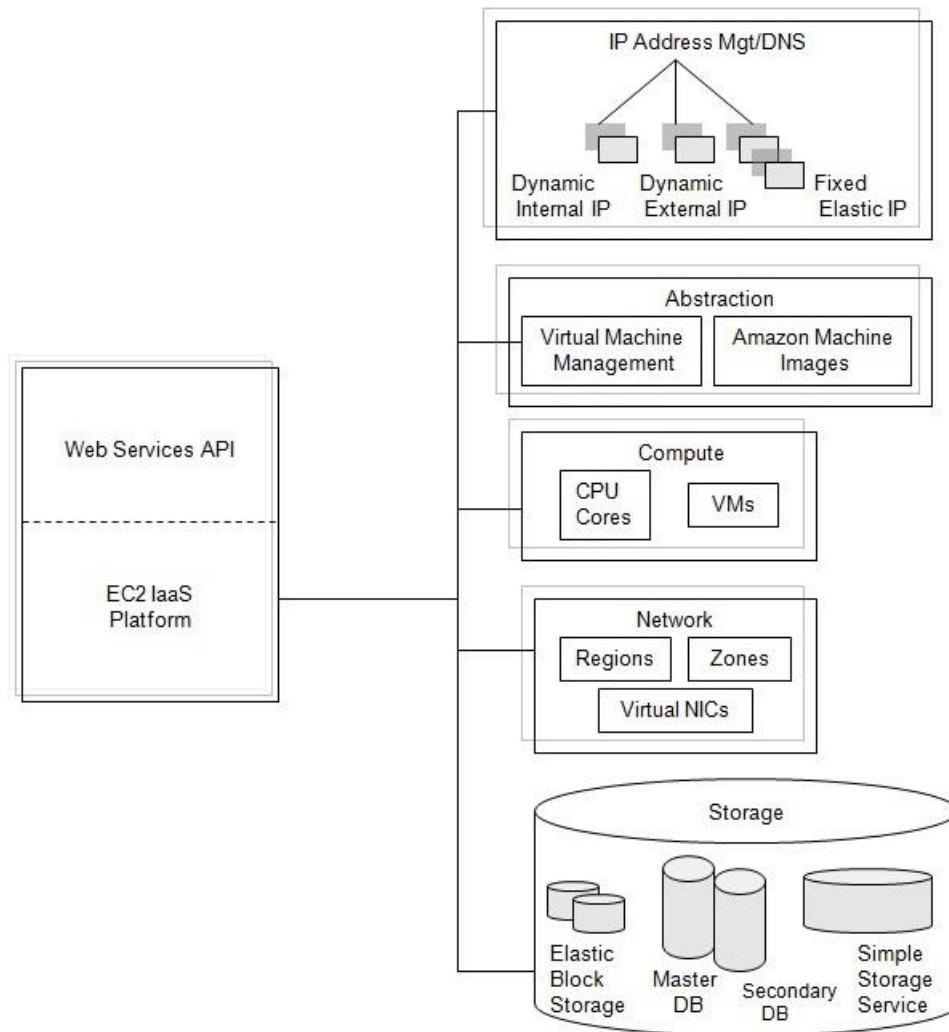 IP Address Mgt/DNS
Dynamic
Internal IP
Dynamic
External IP
Fixed
Elastic IP
Abstraction
Virtual Machine
Management
Amazon Machine
Images
Web Services API
EC2 IaaS
Platform
Compute
CPU
Cores
VMs
Network
Regions
Zones
Virtual NICs
Storage
Elastic
Block
Storage
Master
DB
Secondary
DB
Simple
Storage
Service